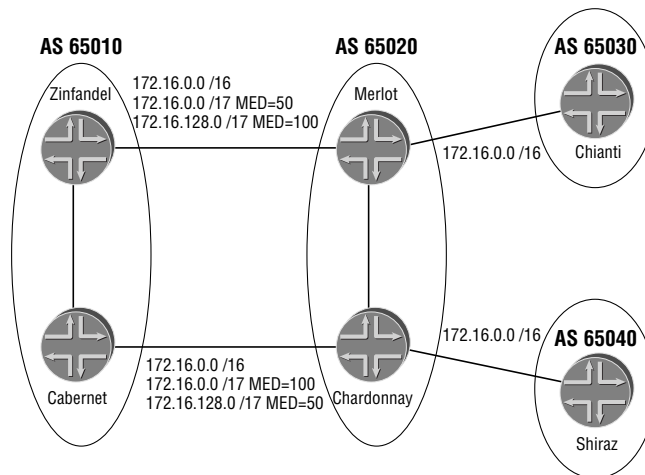 AS 65010
AS 65020
AS 65030
Zinfandel
172.16.0.0 /16
172.16.0.0 /17 MED=50
172.16.128.0 /17 MED=100
Merlot
172.16.0.0 /16
Chianti
172.16.0.0 /16
AS 65040
Cabernet
172.16.0.0 /16
172.16.0.0 /17 MED=100
172.16.128.0 /17 MED=50
Chardonnay
Shiraz